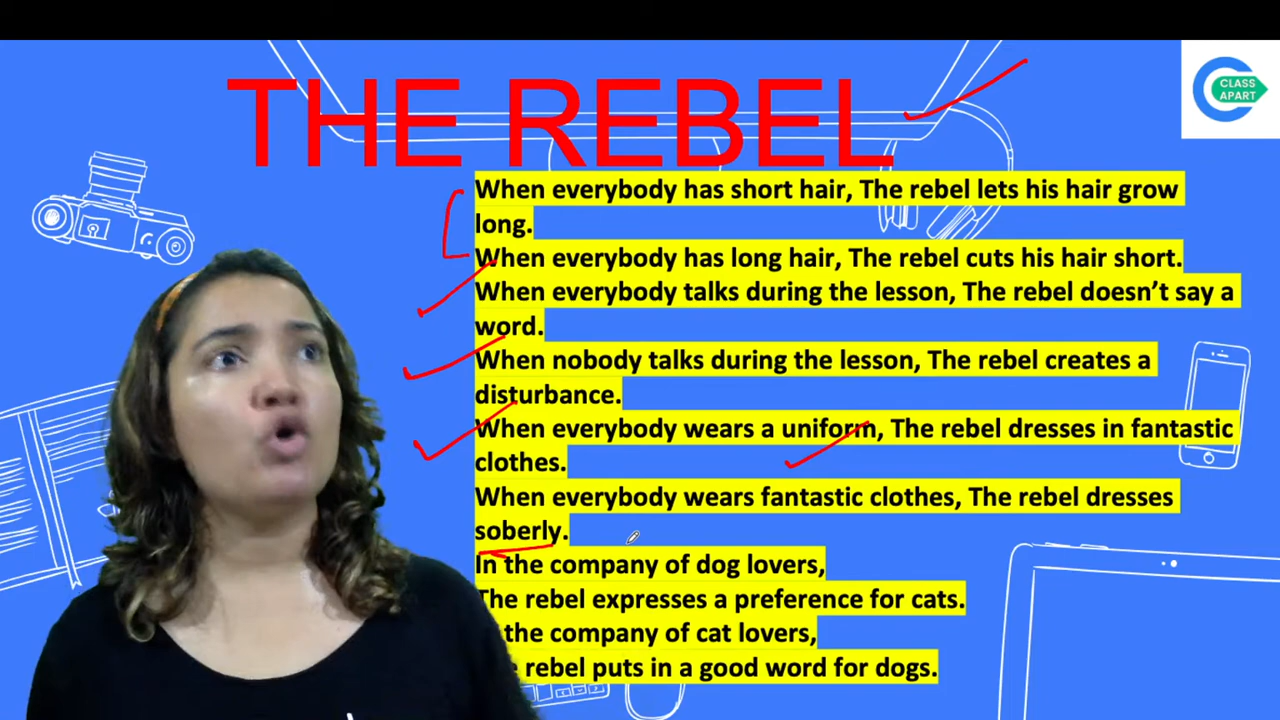 THE REBEL
CLASS
APART
When everybody has short hair, The rebel lets his hair grow
long.
When everybody has long hair, The rebel cuts his hair short.
When everybody talks during the lesson, The rebel doesn’t say a
word.
When nobody talks during the lesson, The rebel creates a
disturbance.
When everybody wears a uniform, The rebel dresses in fantastic
clothes.
When everybody wears fantastic clothes, The rebel dresses
soberly.
In the company of dog lovers,
The rebel expresses a preference for cats.
the company of cat lovers,
rebel puts in a good word for dogs.